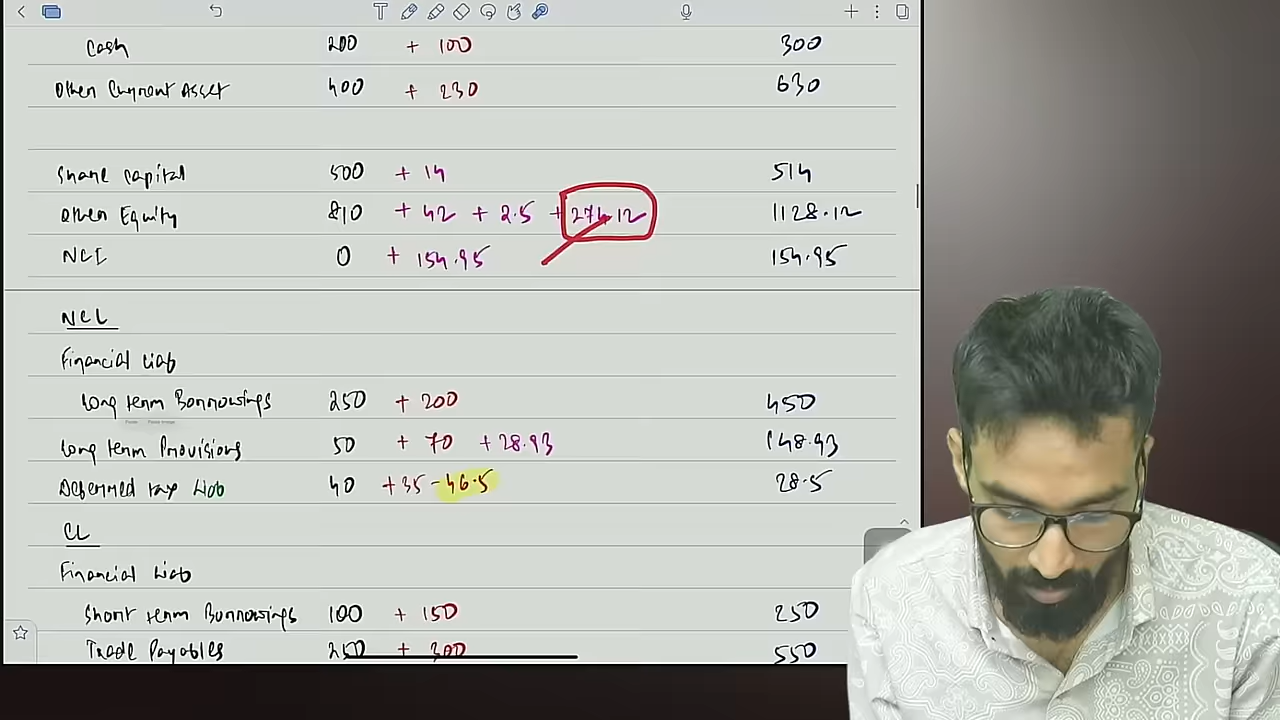 Cash 200 + 100 300
Other Current Asset 400 + 230 630
Share Capital 500 + 14 514
Other Equity 810 + 42 + 2.5 + 274.12 1128.12
NCI 0 + 154.95 154.95
NCL
Financial Liab
Long term Borrowings 250 + 200 450
Long term Provisions 50 + 70 + 28.93 148.93
Deferred tax Liab 40 +35 - 46.5 28.5
CL
Financial Liab
Short term Borrowings 100 + 150 250
Trade Payables 250 + 300 550